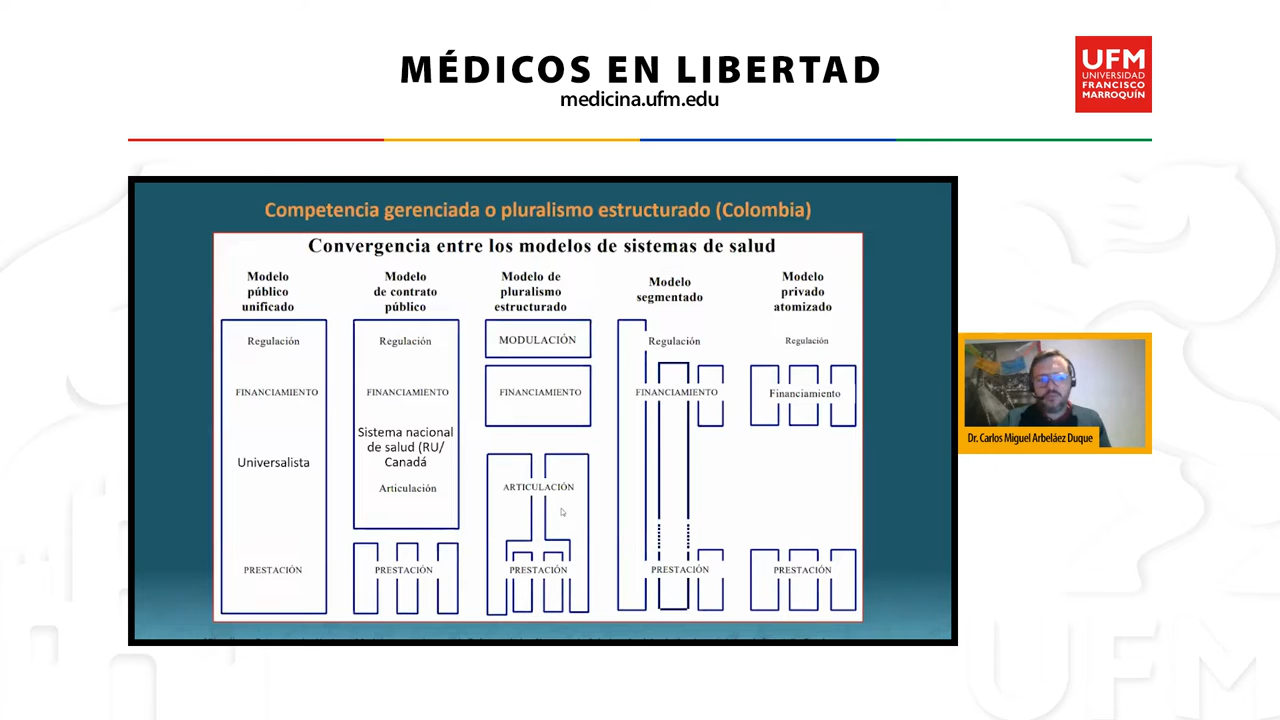 MÉDICOS EN LIBERTAD
medicina.ufm.edu
UFM
UNIVERSIDAD
FRANCISCO
MARROQUÍN
Competencia gerenciada o pluralismo estructurado (Colombia)
Convergencia entre los modelos de sistemas de salud
Modelo
público
unificado
Regulación
FINANCIAMIENTO
Universalista
PRESTACIÓN
Modelo
de contrato
público
Regulación
FINANCIAMIENTO
Sistema nacional
de salud (RU/
Canadá
Articulación
PRESTACIÓN
Modelo de
pluralismo
estructurado
MODULACIÓN
FINANCIAMIENTO
ARTICULACIÓN
PRESTACIÓN
Modelo
segmentado
Regulación
FINANCIAMIENTO
PRESTACIÓN
Modelo
privado
atomizado
Regulación
Financiamiento
PRESTACIÓN
Dr. Carlos Miguel Arbeláez Duque
UFM